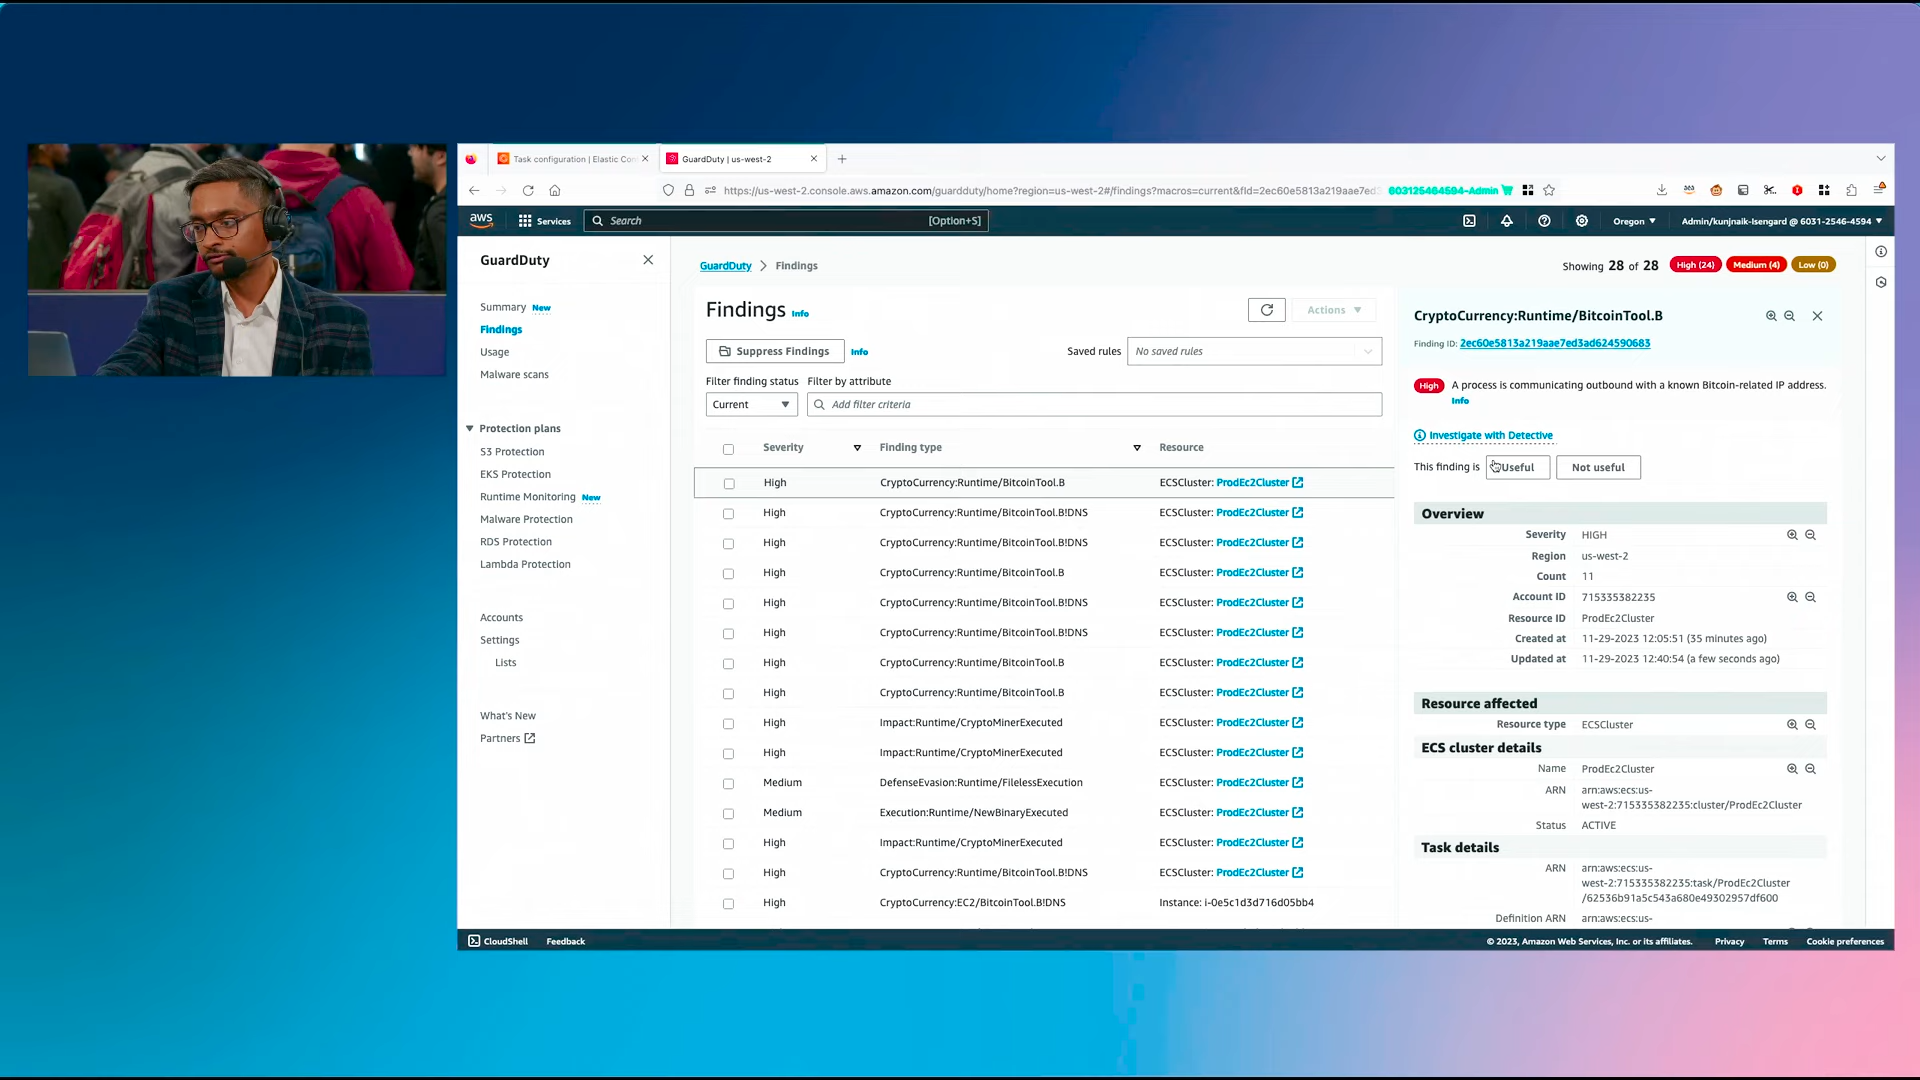 Task configuration | Elastic Con
GuardDuty | us-west-2
https://us-west-2.console.aws.amazon.com/guardduty/home?region=us-west-2#/findings?macros=current&fId=2ec60e5813a219aae7ed3
603125464594-Admin
aws
Services
Search
[Option+S]
Oregon
Admin/kunjnaik-Isengard @ 6031-2546-4594
GuardDuty
Summary New
Findings
Usage
Malware scans
Protection plans
S3 Protection
EKS Protection
Runtime Monitoring New
Malware Protection
RDS Protection
Lambda Protection
Accounts
Settings
Lists
What's New
Partners
GuardDuty > Findings
Showing 28 of 28
High (24)
Medium (4)
Low (0)
Findings Info
Actions
Suppress Findings
Info
Saved rules
No saved rules
Filter finding status
Filter by attribute
Current
Add filter criteria
Severity Finding type Resource
High CryptoCurrency:Runtime/BitcoinTool.B ECSCluster: ProdEc2Cluster
High CryptoCurrency:Runtime/BitcoinTool.B!DNS ECSCluster: ProdEc2Cluster
High CryptoCurrency:Runtime/BitcoinTool.B!DNS ECSCluster: ProdEc2Cluster
High CryptoCurrency:Runtime/BitcoinTool.B ECSCluster: ProdEc2Cluster
High CryptoCurrency:Runtime/BitcoinTool.B!DNS ECSCluster: ProdEc2Cluster
High CryptoCurrency:Runtime/BitcoinTool.B!DNS ECSCluster: ProdEc2Cluster
High CryptoCurrency:Runtime/BitcoinTool.B ECSCluster: ProdEc2Cluster
High CryptoCurrency:Runtime/BitcoinTool.B ECSCluster: ProdEc2Cluster
High Impact:Runtime/CryptoMinerExecuted ECSCluster: ProdEc2Cluster
High Impact:Runtime/CryptoMinerExecuted ECSCluster: ProdEc2Cluster
Medium DefenseEvasion:Runtime/FilelessExecution ECSCluster: ProdEc2Cluster
Medium Execution:Runtime/NewBinaryExecuted ECSCluster: ProdEc2Cluster
High Impact:Runtime/CryptoMinerExecuted ECSCluster: ProdEc2Cluster
High CryptoCurrency:Runtime/BitcoinTool.B!DNS ECSCluster: ProdEc2Cluster
High CryptoCurrency:EC2/BitcoinTool.B!DNS Instance: i-0e5c1d3d716d05bb4
CryptoCurrency:Runtime/BitcoinTool.B
Finding ID: 2ec60e5813a219aae7ed3ad624590683
High A process is communicating outbound with a known Bitcoin-related IP address.
Info
Investigate with Detective
This finding is Useful Not useful
Overview
Severity HIGH
Region us-west-2
Count 11
Account ID 715335382235
Resource ID ProdEc2Cluster
Created at 11-29-2023 12:05:51 (35 minutes ago)
Updated at 11-29-2023 12:40:54 (a few seconds ago)
Resource affected
Resource type ECSCluster
ECS cluster details
Name ProdEc2Cluster
ARN arn:aws:ecs:us-
west-2:715335382235:cluster/ProdEc2Cluster
Status ACTIVE
Task details
ARN arn:aws:ecs:us-
west-2:715335382235:task/ProdEc2Cluster
/62536b91a5c543a680e49302957df600
Definition ARN arn:aws:ecs:us-
CloudShell
Feedback
© 2023, Amazon Web Services, Inc. or its affiliates.
Privacy
Terms
Cookie preferences